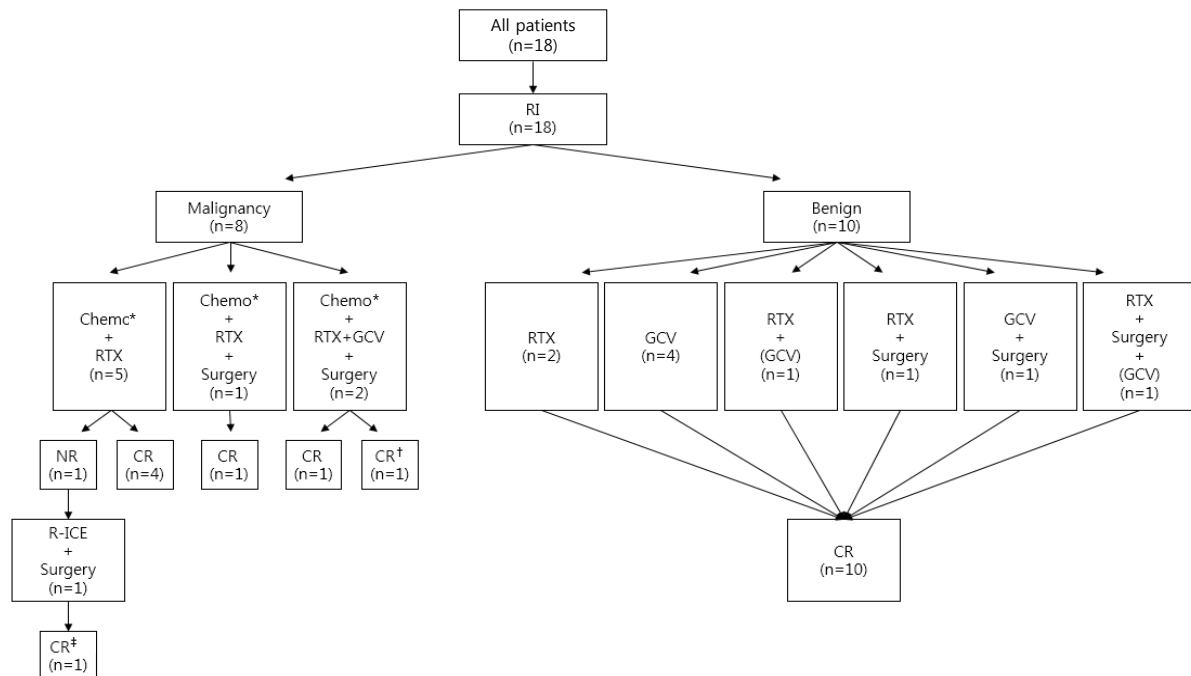 All patients
(n=18)
RI
(n=18)
Malignancy
(n=8)
Benign
(n=10)
Chemc*
+
RTX
(n=5)
Chemo*
+
RTX
+
Surgery
(n=1)
Chemo*
+
RTX+GCV
+
Surgery
(n=2)
RTX
(n=2)
GCV
(n=4)
RTX
+
(GCV)
(n=1)
RTX
+
Surgery
(n=1)
GCV
+
Surgery
(n=1)
RTX
+
Surgery
+
(GCV)
(n=1)
NR
(n=1)
CR
(n=4)
CR
(n=1)
CR
(n=1)
CR†
(n=1)
R-ICE
+
Surgery
(n=1)
CR
(n=10)
CR‡
(n=1)